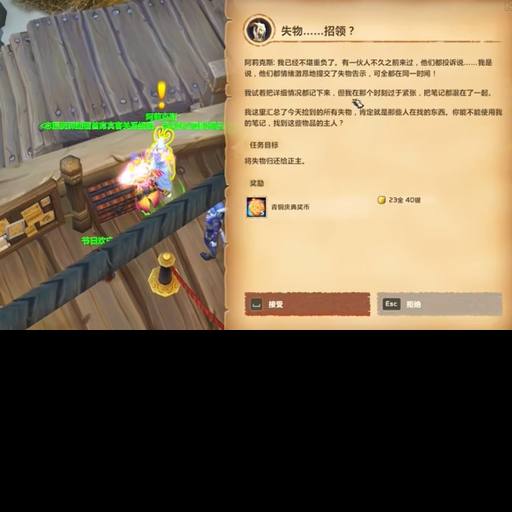 失物……招领？
阿莉克斯: 我已经不堪重负了。有一伙人不久之前来过，他们都投诉说……我是
说，他们都情绪激昂地提交了失物告示，可全都在同一时间！
我试着把详细情况都记下来，但我在那个时刻过于紧张，把笔记都混在了一起。
我这里汇总了今天捡到的所有失物，肯定就是那些人在找的东西。你能不能使用我
的笔记，找到这些物品的主人？
任务目标
将失物归还给正主。
奖励
青铜庆典奖币
23金 40银
接受
Esc 拒绝
节日欢